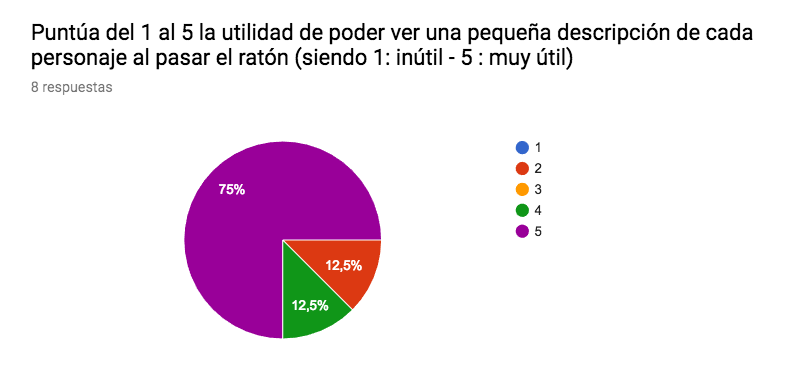 Puntúa del 1 al 5 la utilidad de poder ver una pequeña descripción de cada
personaje al pasar el ratón (siendo 1: inútil - 5 : muy útil)
8 respuestas
75%
12,5%
12,5%
1
2
3
4
5